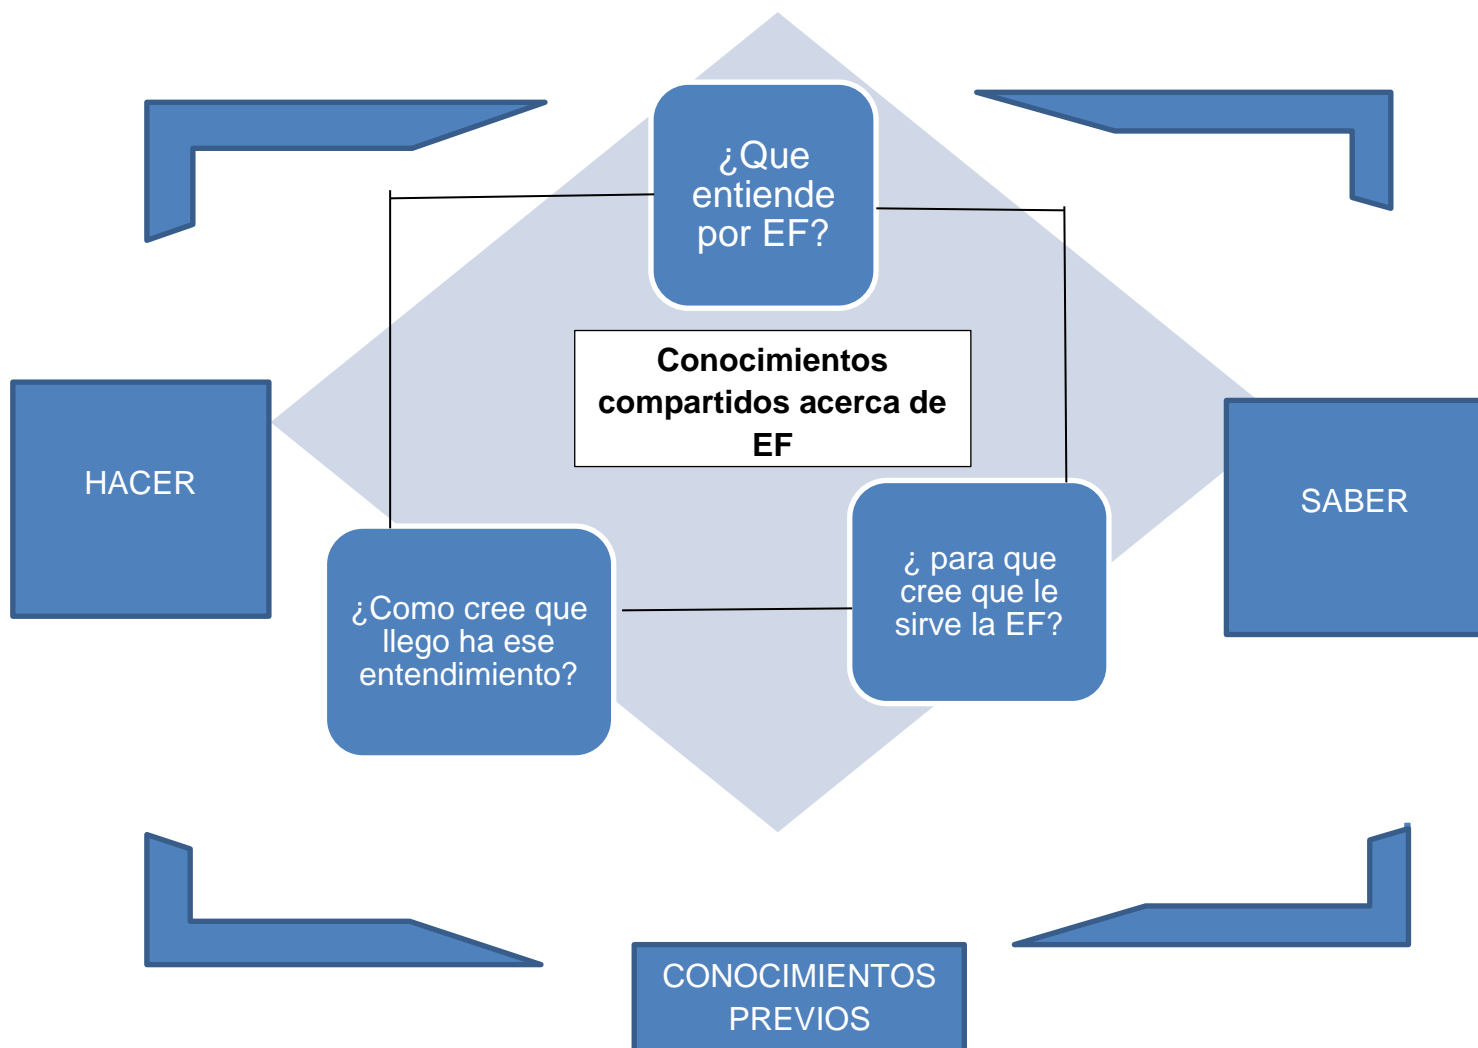 ¿Que
entiende
por EF?
Conocimientos
compartidos acerca de
EF
HACER
SABER
¿Como cree que
llego ha ese
entendimiento?
¿ para que
cree que le
sirve la EF?
CONOCIMIENTOS
PREVIOS